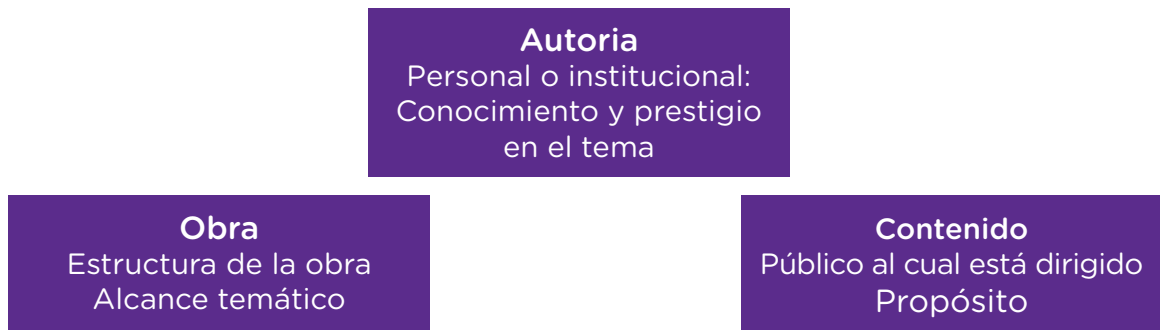 Autoria
Personal o institucional:
Conocimiento y prestigio
en el tema
Obra
Estructura de la obra
Alcance temático
Contenido
Público al cual está dirigido
Propósito